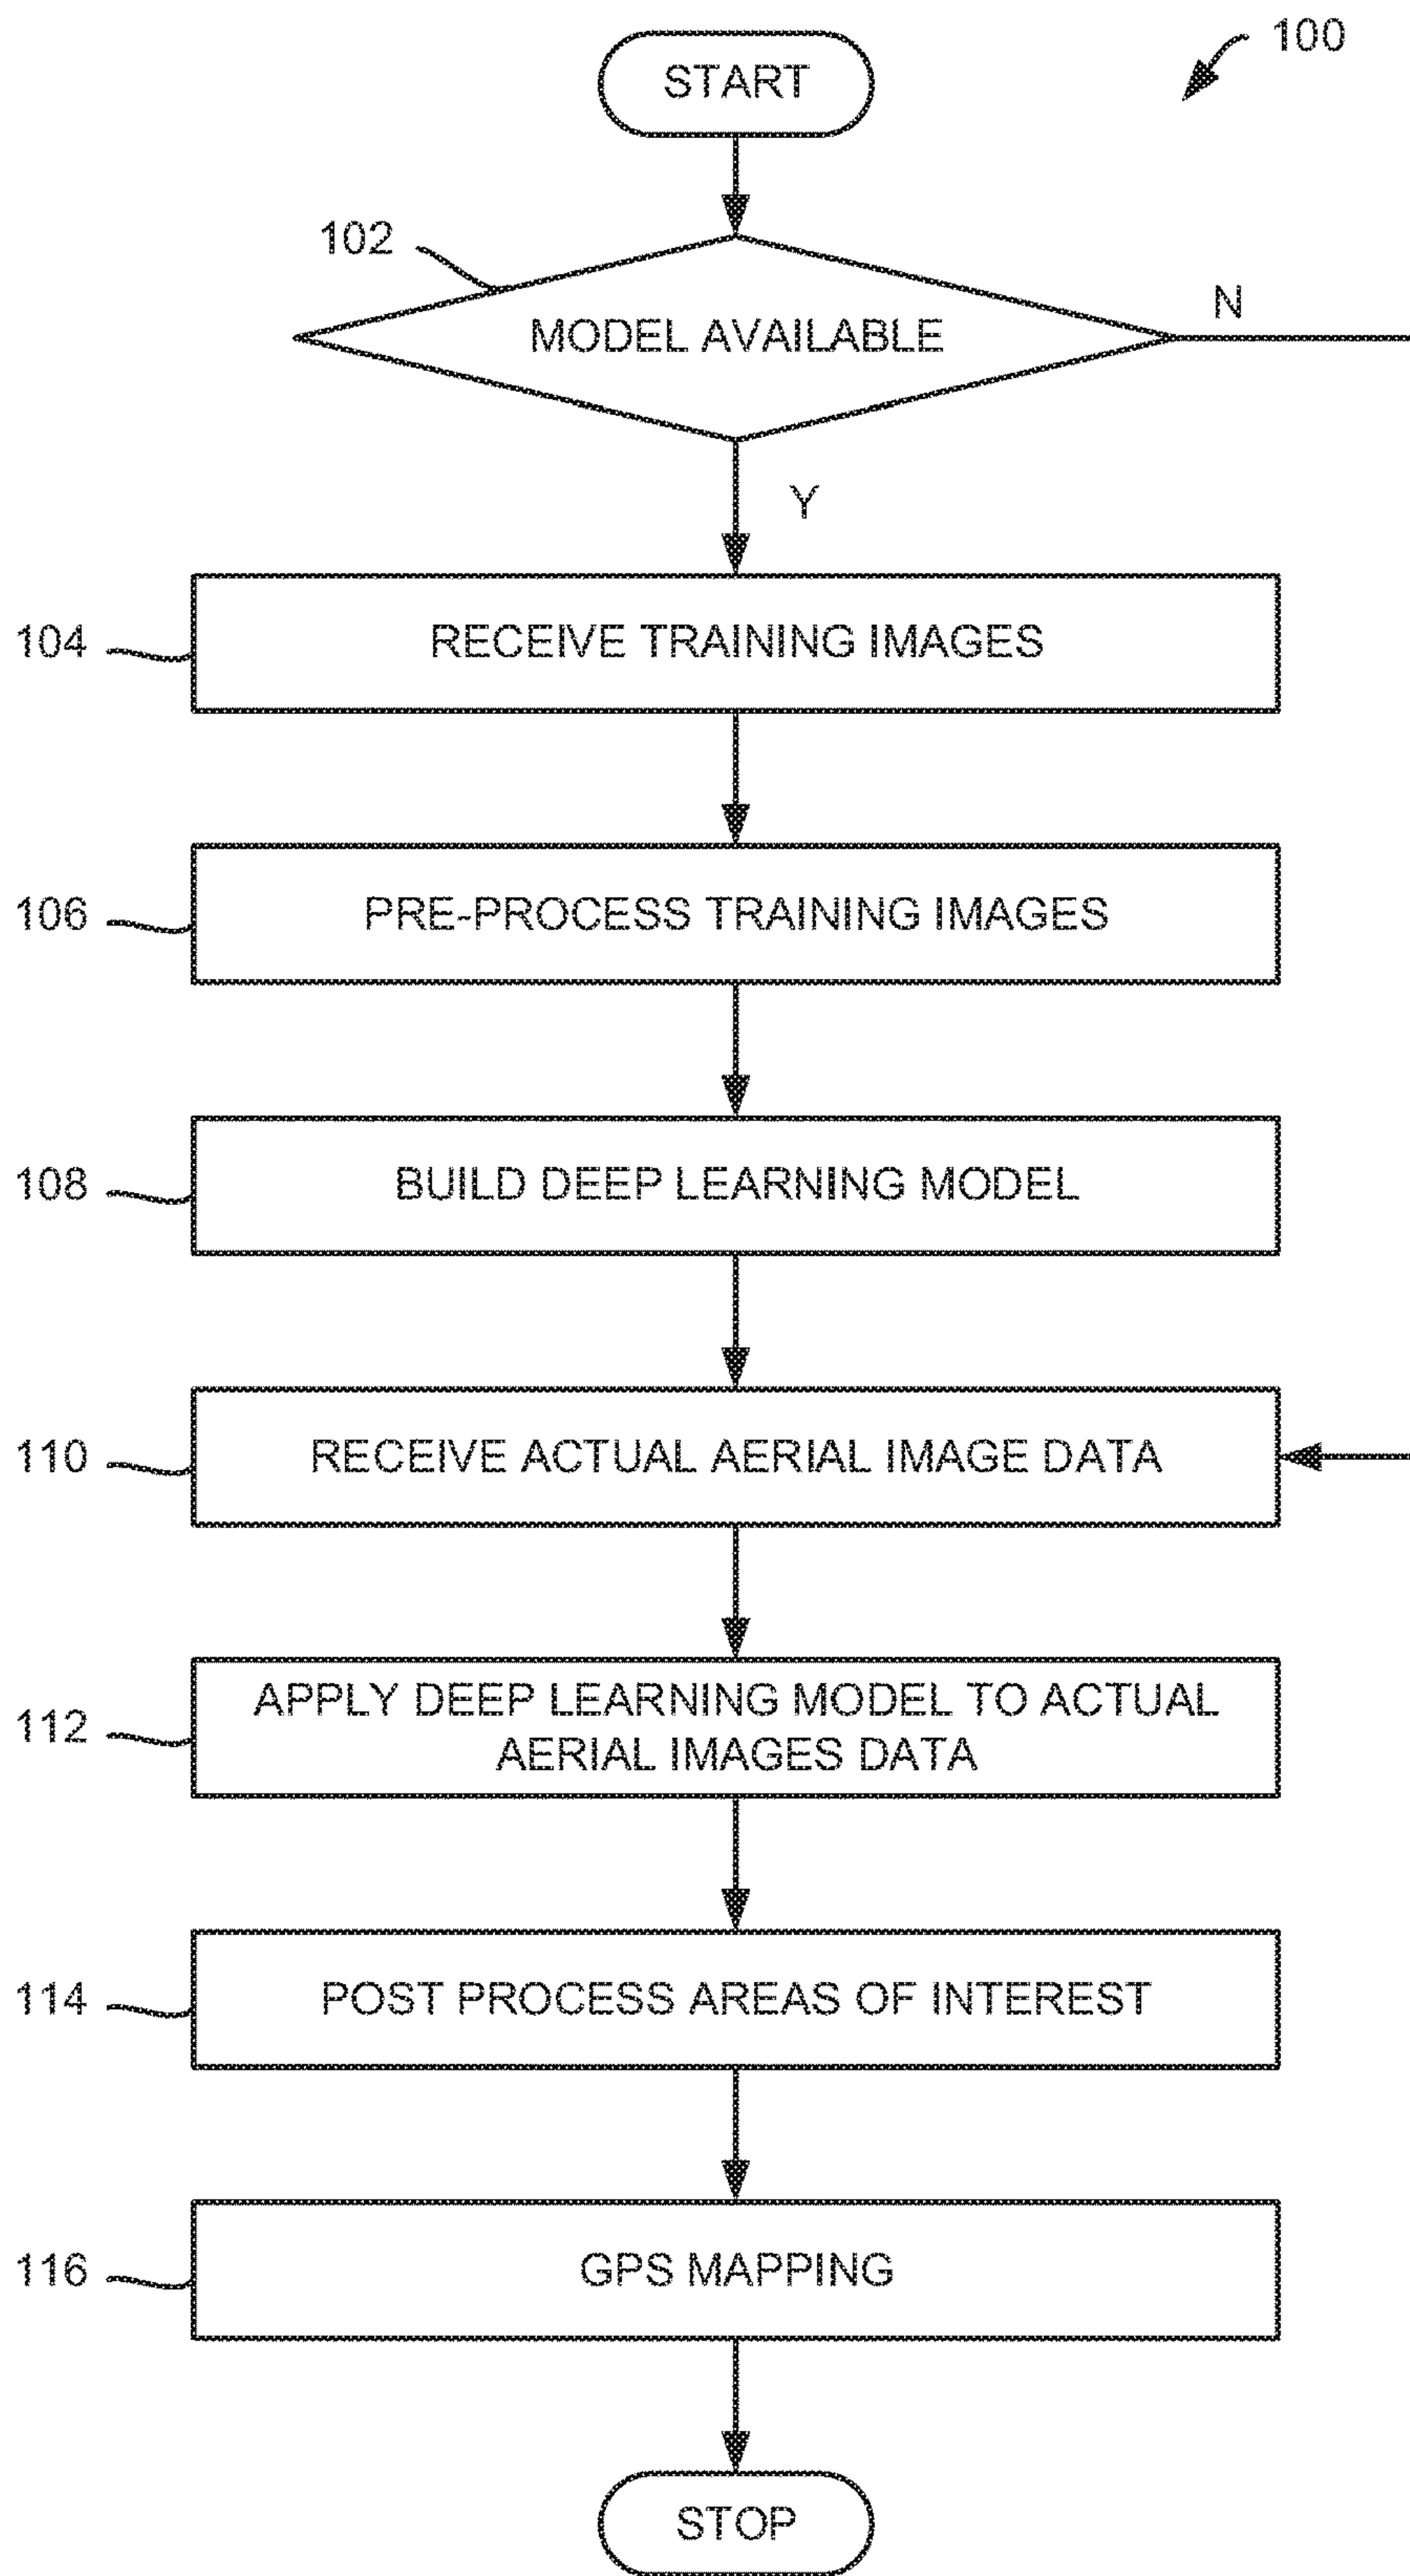 100
START
102
MODEL AVAILABLE
N
Y
104
RECEIVE TRAINING IMAGES
106
PRE-PROCESS TRAINING IMAGES
108
BUILD DEEP LEARNING MODEL
110
RECEIVE ACTUAL AERIAL IMAGE DATA
112
APPLY DEEP LEARNING MODEL TO ACTUAL
AERIAL IMAGES DATA
114
POST PROCESS AREAS OF INTEREST
116
GPS MAPPING
STOP